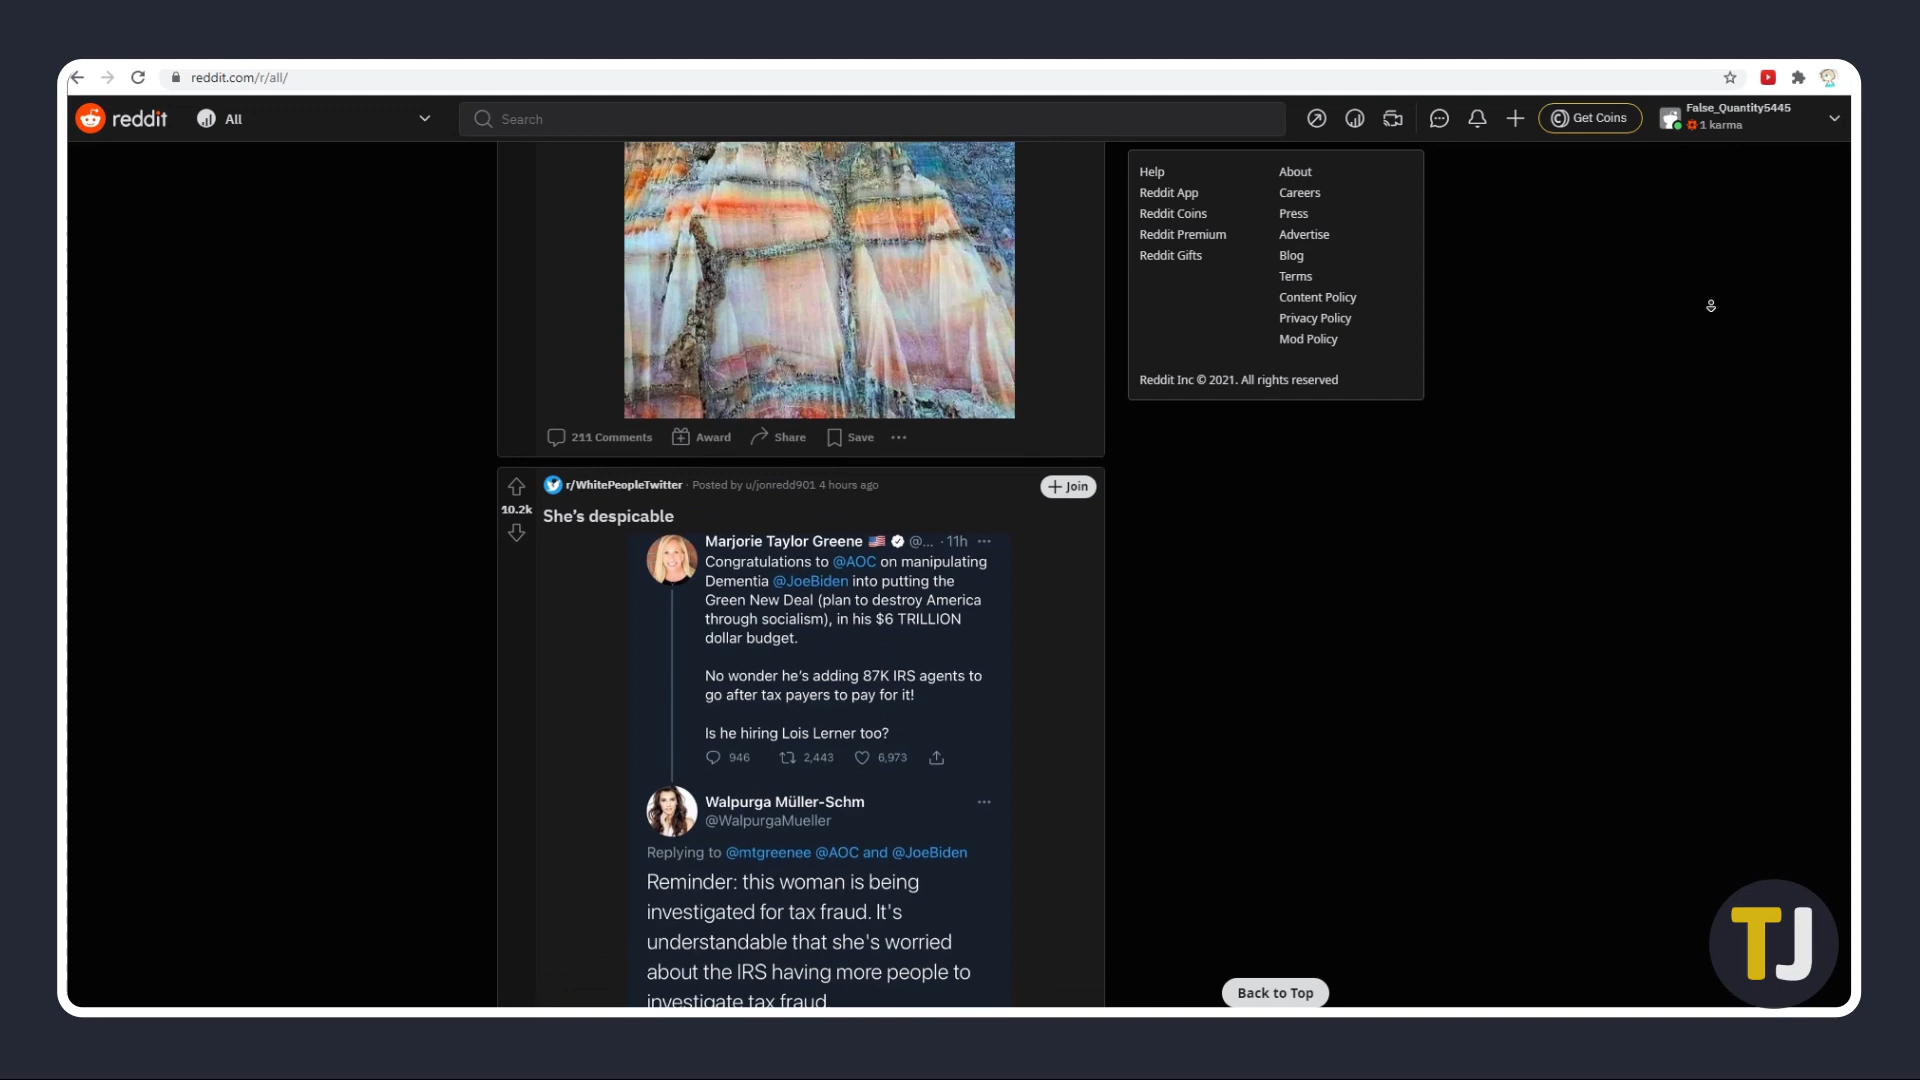 reddit.com/r/all/
reddit
All
Search
Get Coins
False_Quantity5445
1 karma
Help
About
Reddit App
Careers
Reddit Coins
Press
Reddit Premium
Advertise
Reddit Gifts
Blog
Terms
Content Policy
Privacy Policy
Mod Policy
Reddit Inc © 2021. All rights reserved
211 Comments Award Share Save ...
r/WhitePeopleTwitter · Posted by u/jonredd901 4 hours ago
Join
10.2k
She's despicable
Marjorie Taylor Greene 🇺🇸 @... · 11h ...
Congratulations to @AOC on manipulating
Dementia @JoeBiden into putting the
Green New Deal (plan to destroy America
through socialism), in his $6 TRILLION
dollar budget.
No wonder he's adding 87K IRS agents to
go after tax payers to pay for it!
Is he hiring Lois Lerner too?
946 2,443 6,973
Walpurga Müller-Schm ...
@WalpurgaMueller
Replying to @mtgreenee @AOC and @JoeBiden
Reminder: this woman is being
investigated for tax fraud. It's
understandable that she's worried
about the IRS having more people to
investigate tax fraud.
Back to Top
TJ